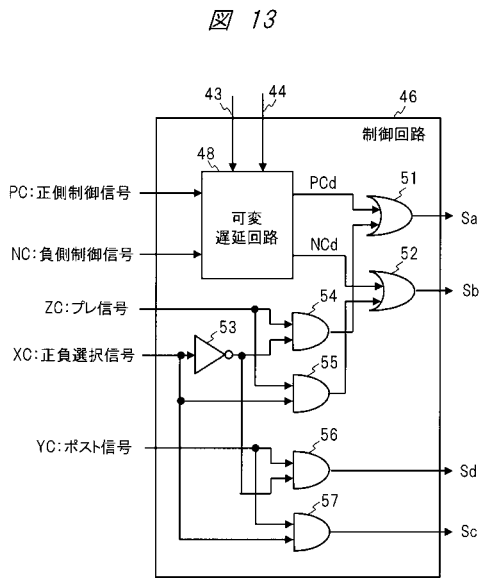 図 13
43
44
46
制御回路
48
PC:正側制御信号
NC:負側制御信号
可変
遅延回路
PCd
NCd
51
Sa
52
Sb
ZC:プレ信号
53
54
XC:正負選択信号
55
YC:ポスト信号
56
Sd
57
Sc